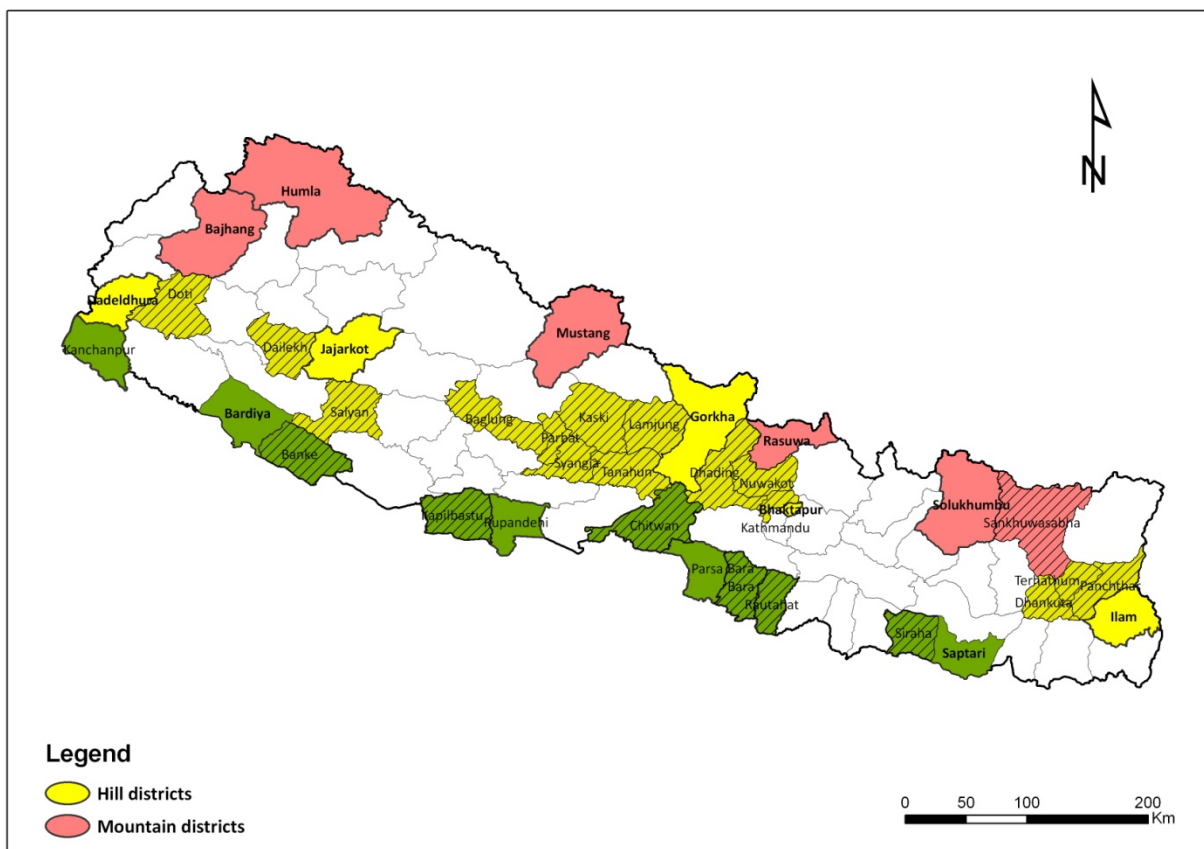 N
Humla
Bajhang
Dadeldhura
Doti
Mustang
Kanchanpur
Dailekh
Jajarkot
Bardiya
Salyan
Baglung
Kaski
Lamjung
Gorkha
Rasuwa
Parbat
Banke
Syangja
Tanahun
Dhading
Nuwakot
Kapilbastu
Rupandehi
Chitwan
Bhaktapur
Kathmandu
Solukhumbu
Sankhuwasabha
Parsa
Bara
Bara
Rautahat
Terhathum
Panchthar
Dhankuta
Ilam
Siraha
Saptari
Legend
Hill districts
Mountain districts
0 50 100 200
Km